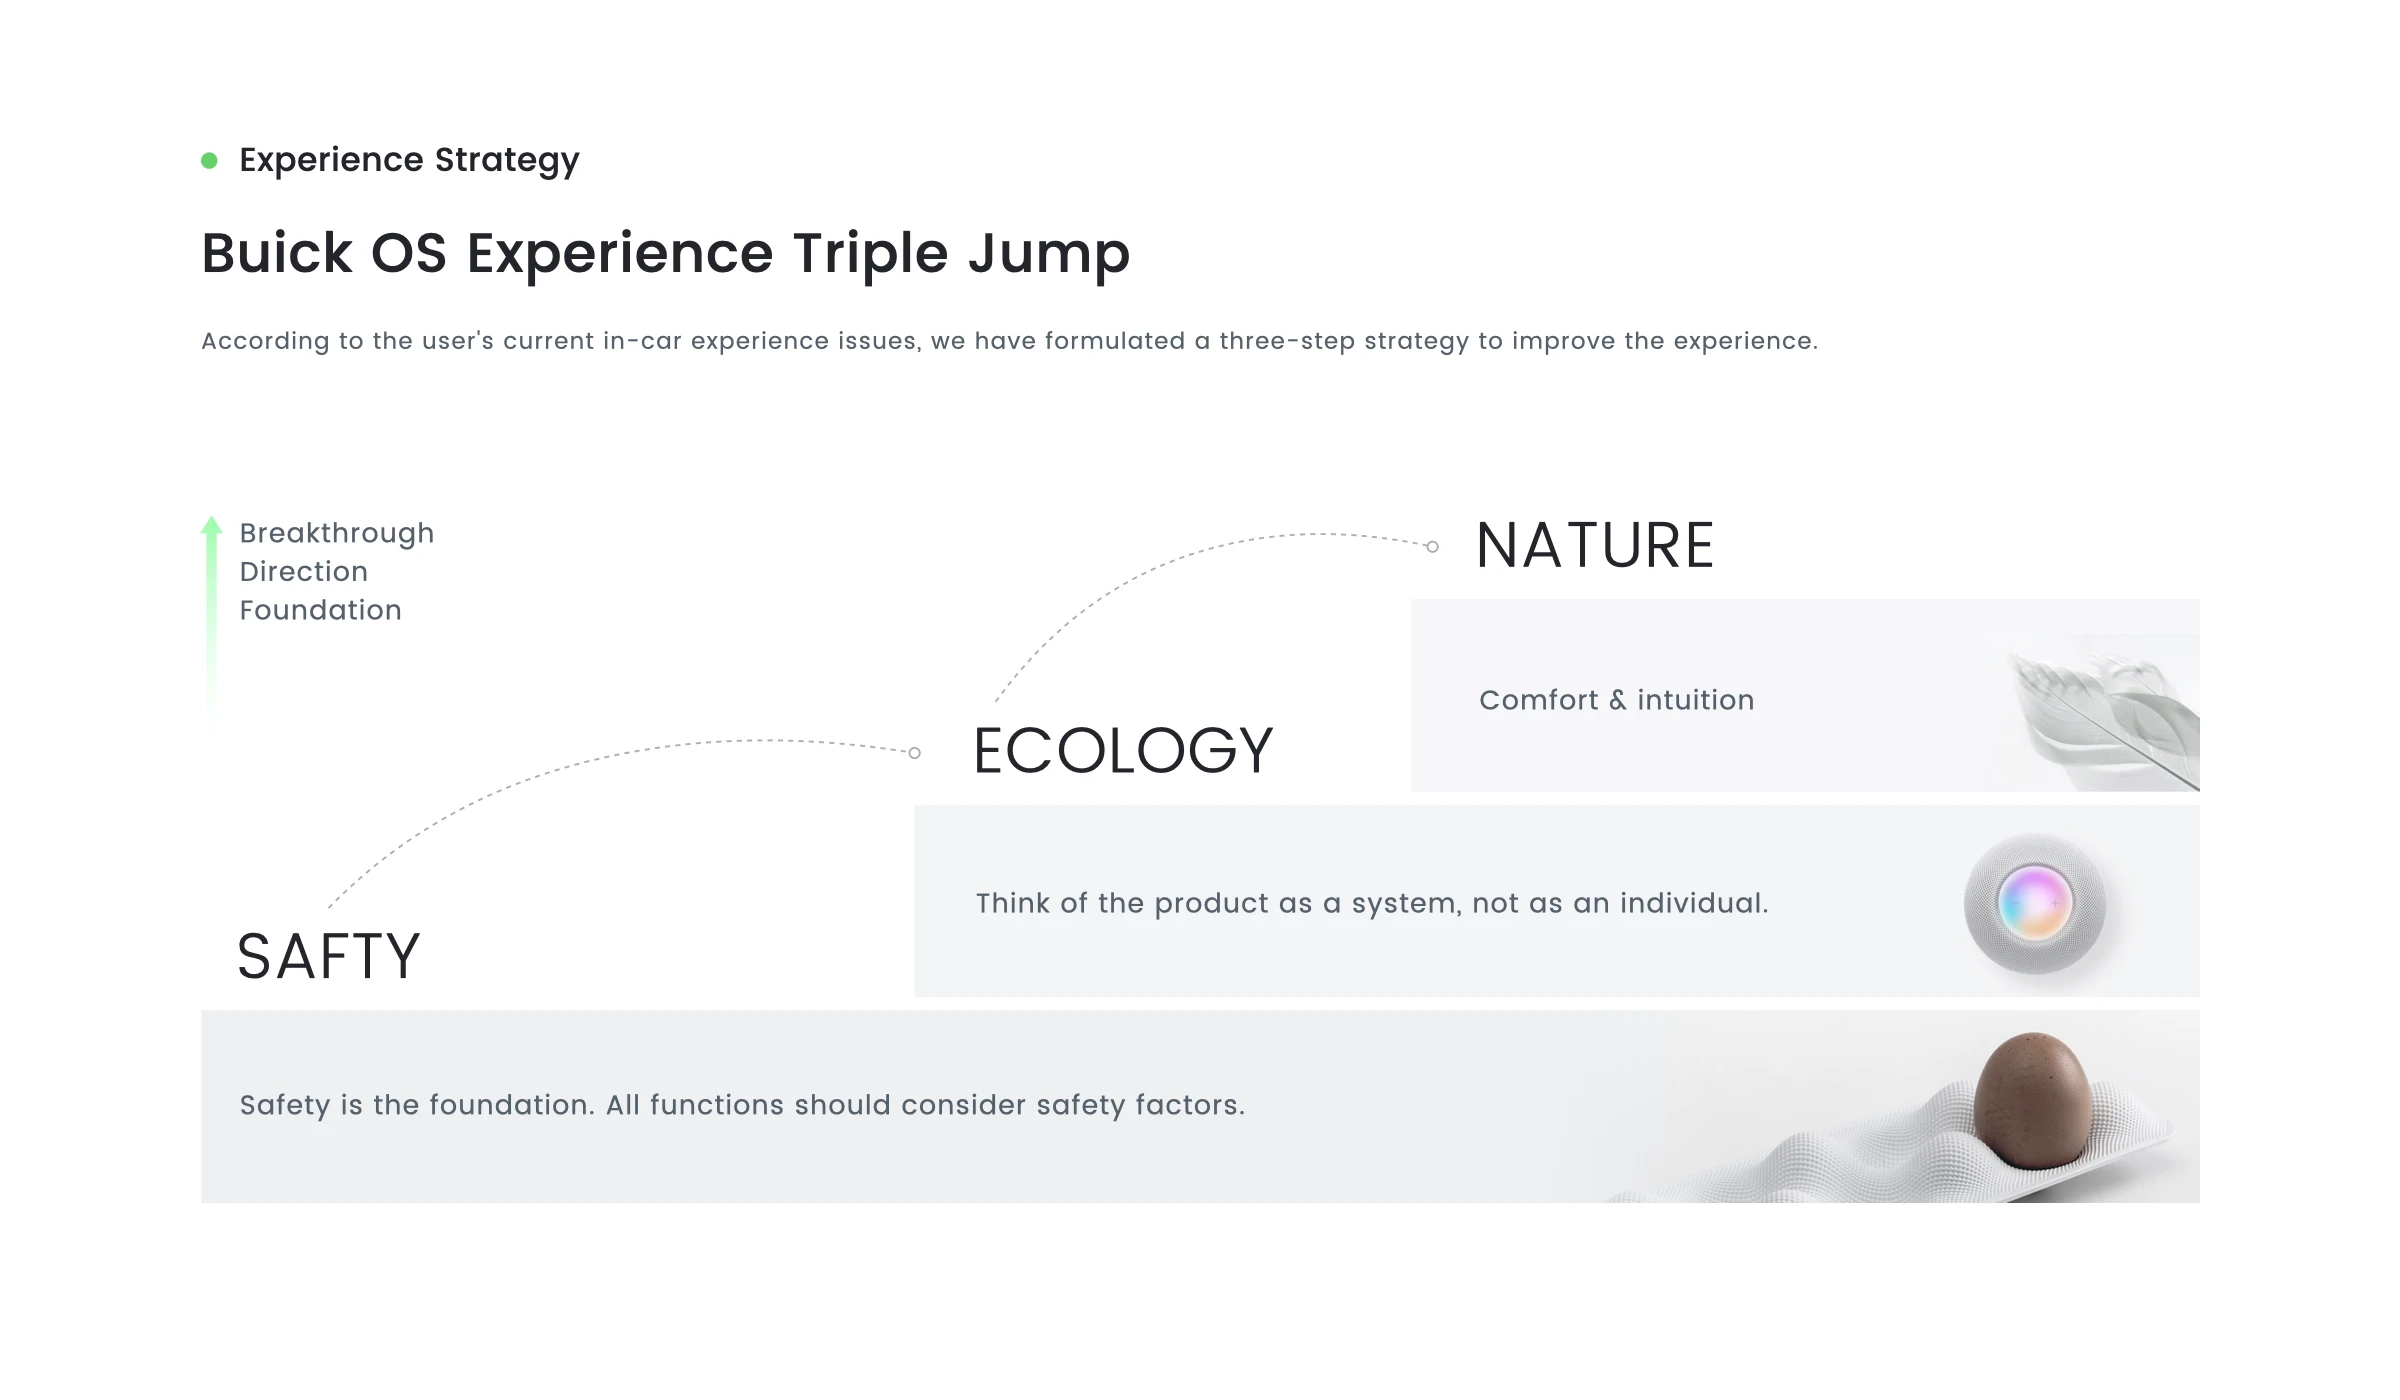 Experience Strategy
Buick OS Experience Triple Jump
According to the user's current in-car experience issues, we have formulated a three-step strategy to improve the experience.
Breakthrough
Direction
Foundation
NATURE
Comfort & intuition
ECOLOGY
Think of the product as a system, not as an individual.
SAFTY
Safety is the foundation. All functions should consider safety factors.